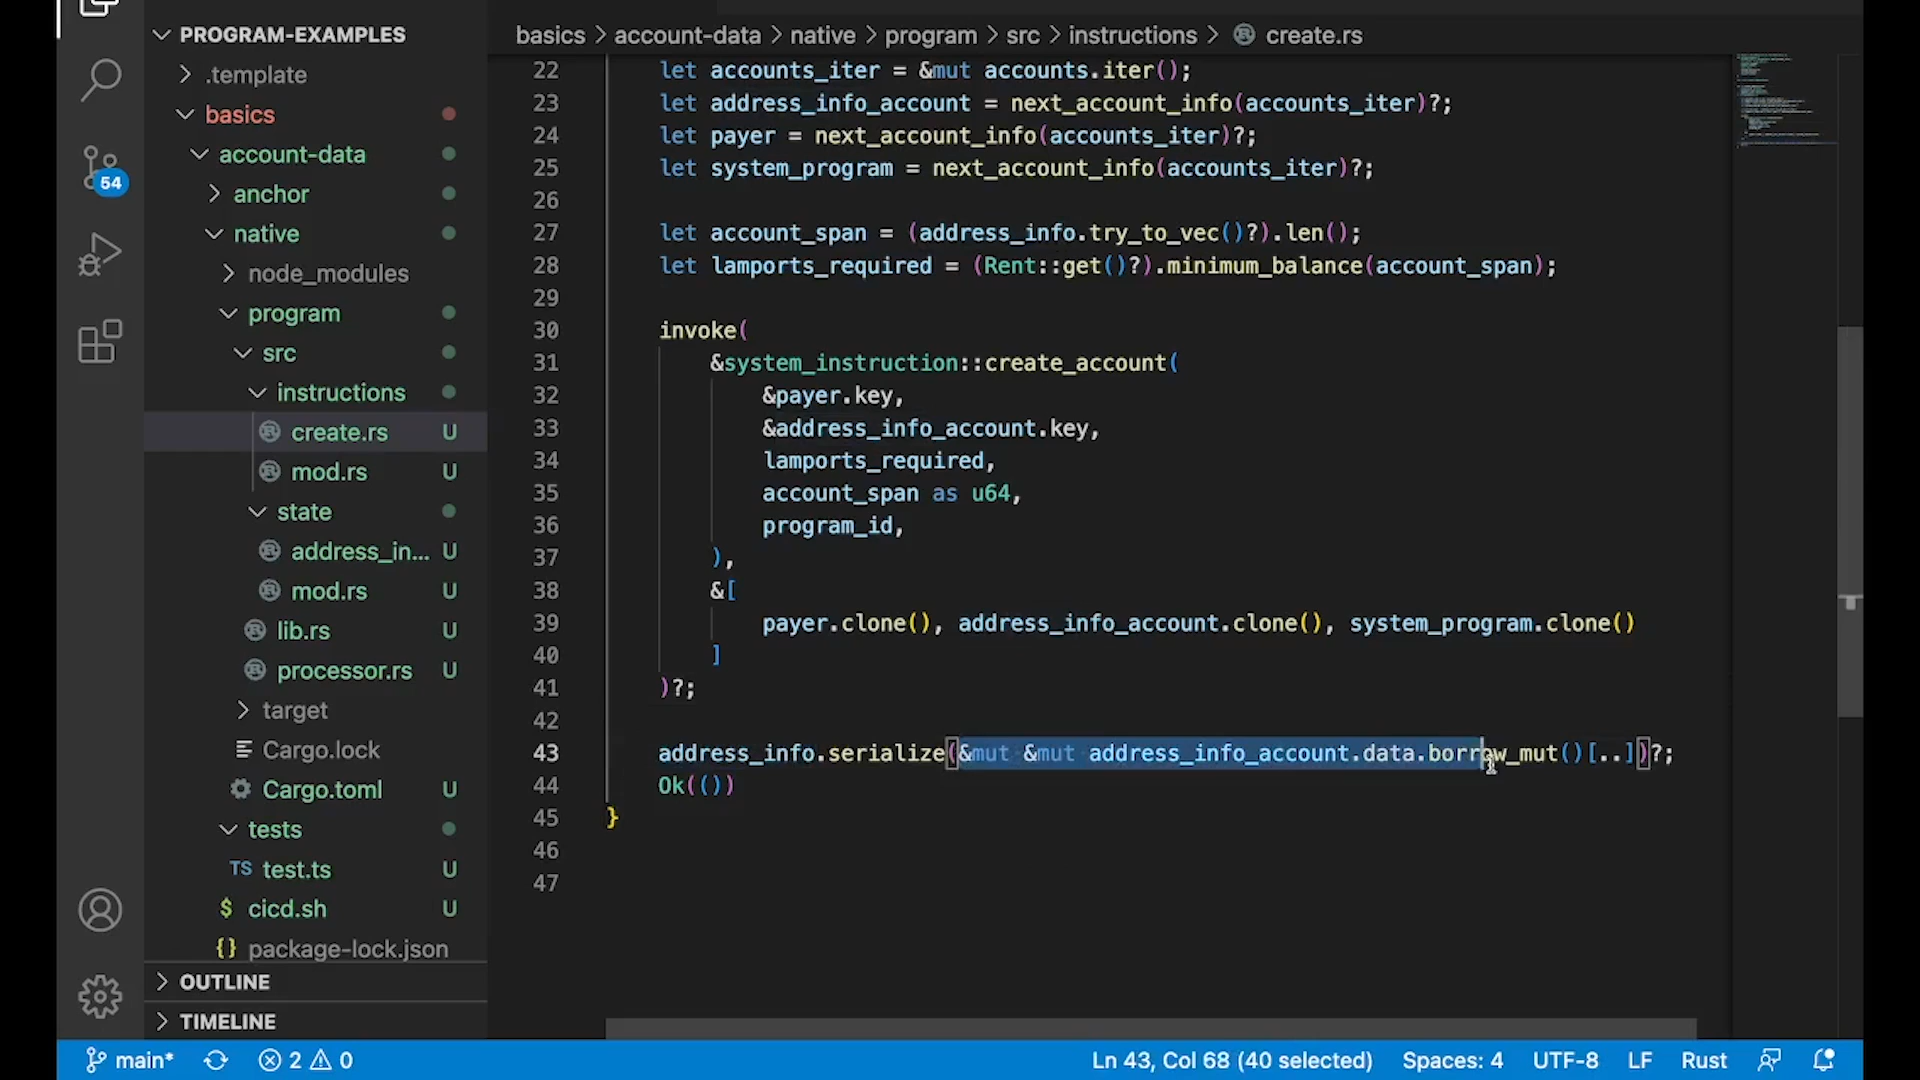 PROGRAM-EXAMPLES
.template
basics
account-data
anchor
native
node_modules
program
src
instructions
create.rs U
mod.rs U
state
address_in... U
mod.rs U
lib.rs U
processor.rs U
target
Cargo.lock
Cargo.toml U
tests
TS test.ts U
$ cicd.sh U
{} package-lock.json
OUTLINE
TIMELINE
54
basics > account-data > native > program > src > instructions > create.rs
22 let accounts_iter = &mut accounts.iter();
23 let address_info_account = next_account_info(accounts_iter)?;
24 let payer = next_account_info(accounts_iter)?;
25 let system_program = next_account_info(accounts_iter)?;
26
27 let account_span = (address_info.try_to_vec()?).len();
28 let lamports_required = (Rent::get()?).minimum_balance(account_span);
29
30 invoke(
31 &system_instruction::create_account(
32 &payer.key,
33 &address_info_account.key,
34 lamports_required,
35 account_span as u64,
36 program_id,
37 ),
38 &[
39 payer.clone(), address_info_account.clone(), system_program.clone()
40 ]
41 )?;
42
43 address_info.serialize(&mut &mut address_info_account.data.borrow_mut()[..])?;
44 Ok(())
45 }
46
47
main* 2 0 Ln 43, Col 68 (40 selected) Spaces: 4 UTF-8 LF Rust